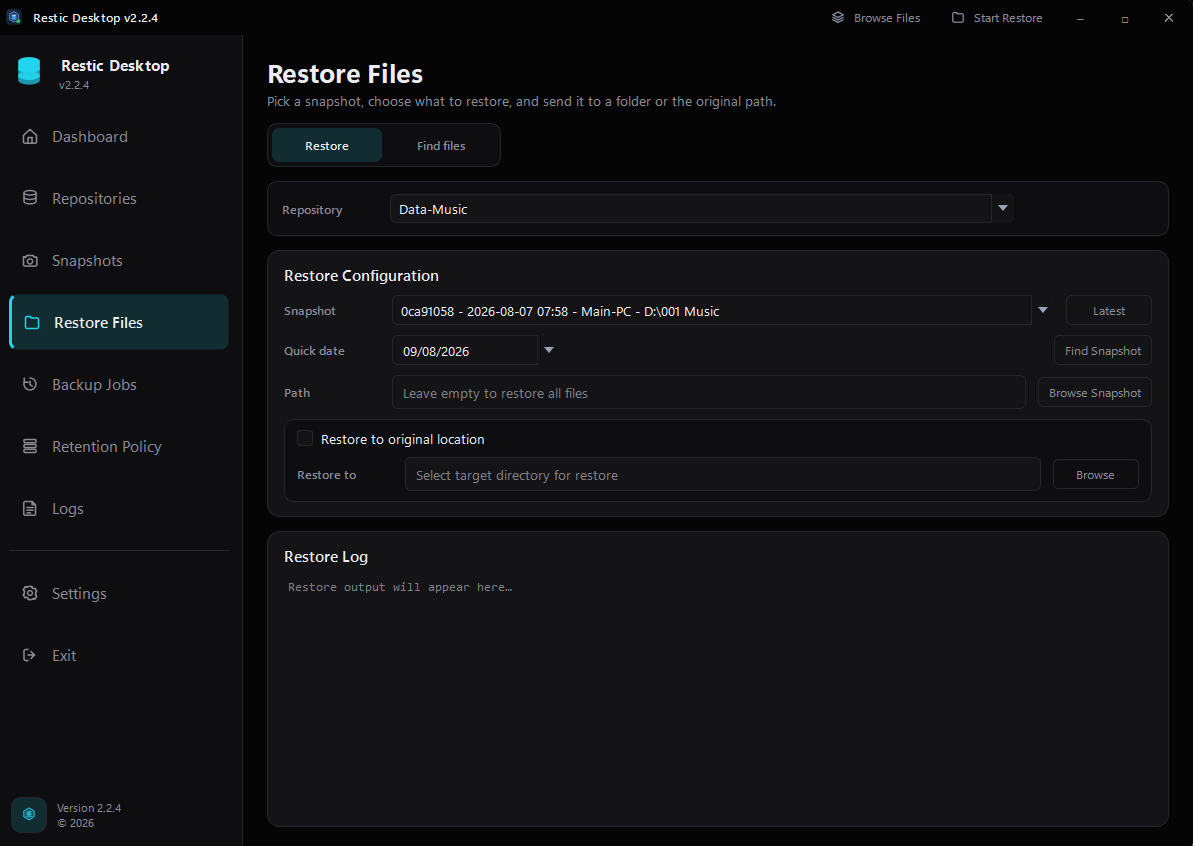 Restic Desktop v2.2.4
Browse Files
Start Restore
Restic Desktop
v2.2.4
Dashboard
Repositories
Snapshots
Restore Files
Backup Jobs
Retention Policy
Logs
Settings
Exit
Version 2.2.4
© 2026
Restore Files
Pick a snapshot, choose what to restore, and send it to a folder or the original path.
Restore
Find files
Repository
Data-Music
Restore Configuration
Snapshot
0ca91058 - 2026-08-07 07:58 - Main-PC - D:\001 Music
Latest
Quick date
09/08/2026
Find Snapshot
Path
Leave empty to restore all files
Browse Snapshot
Restore to original location
Restore to
Select target directory for restore
Browse
Restore Log
Restore output will appear here…